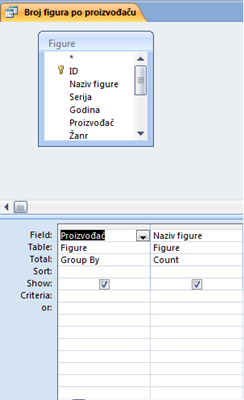 Broj figura po proizvođaču
Figure
*
ID
Naziv figure
Serija
Godina
Proizvođač
Žanr
Field: Proizvođač Naziv figure
Table: Figure Figure
Total: Group By Count
Sort:
Show:
Criteria:
or: